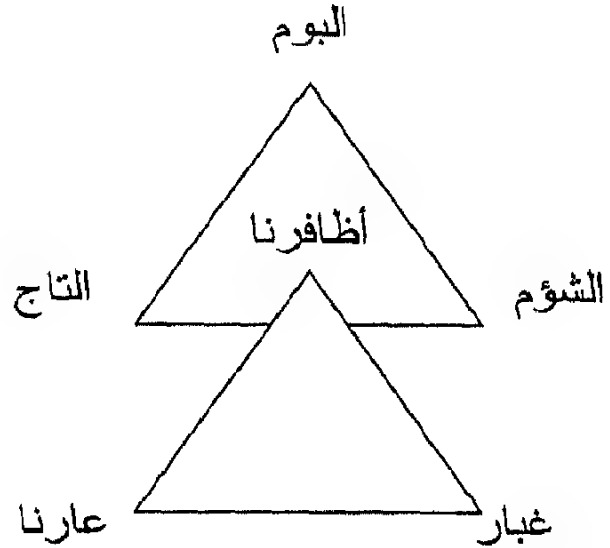 البوم
أظافرنا
الشؤم
التاج
غبار
عارنا